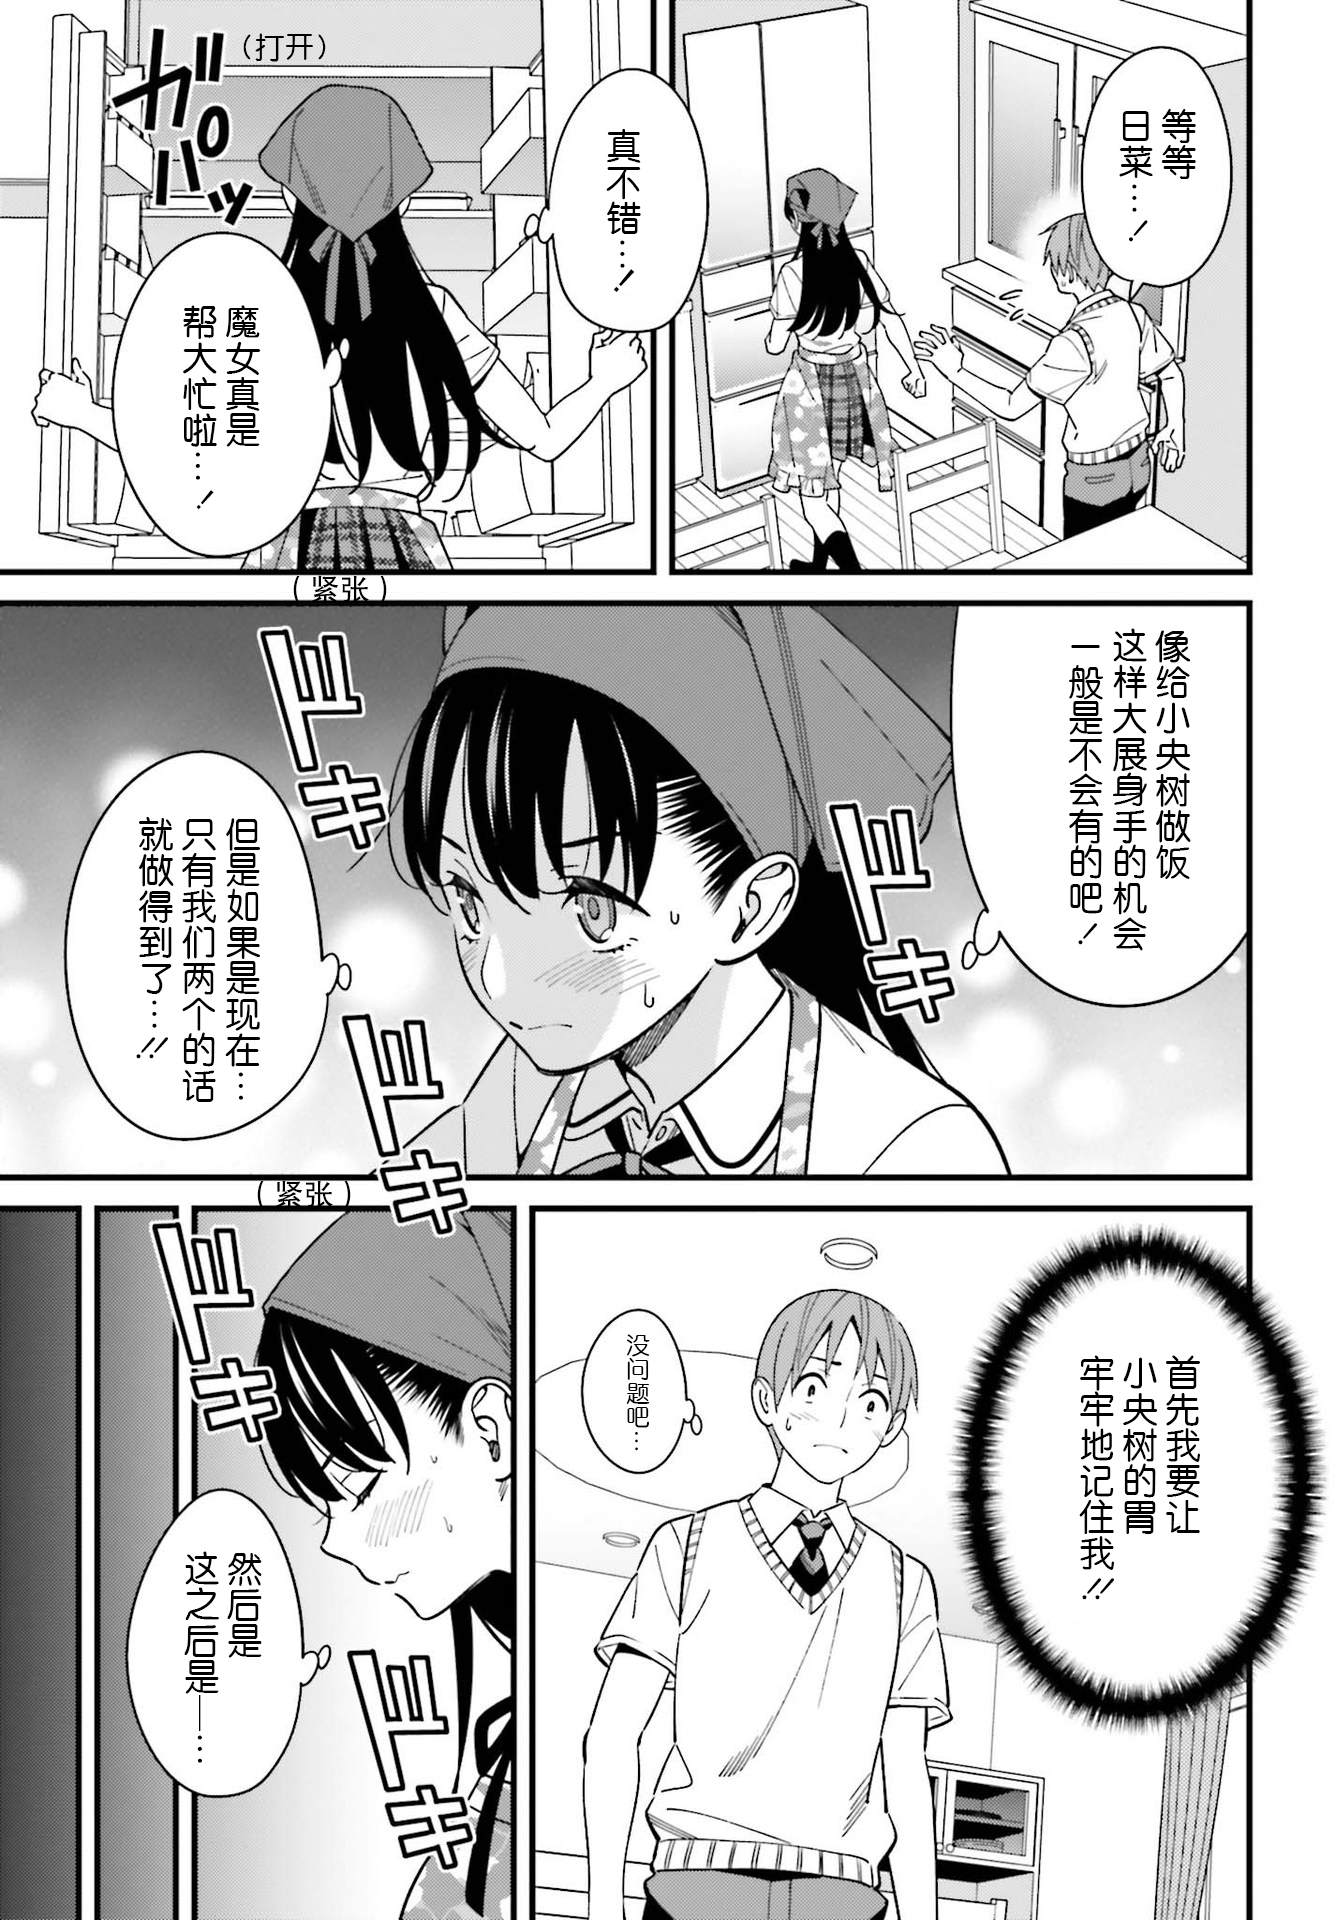 等等
日菜…！
（打开）
ガパッ
真不错…！
魔女真是
帮大忙啦…！
（紧张）
像给小央树做饭
这样大展身手的机会
一般是不会有的吧！
ドキ
ドキ
但是如果是现在…
只有我们两个的话
就做得到了…!!
ドキ
（紧张）
首先我要让
小央树的胃
牢牢地记住我!!
没问题吧…
ドキ
然后是
这之后是——…
ドキ